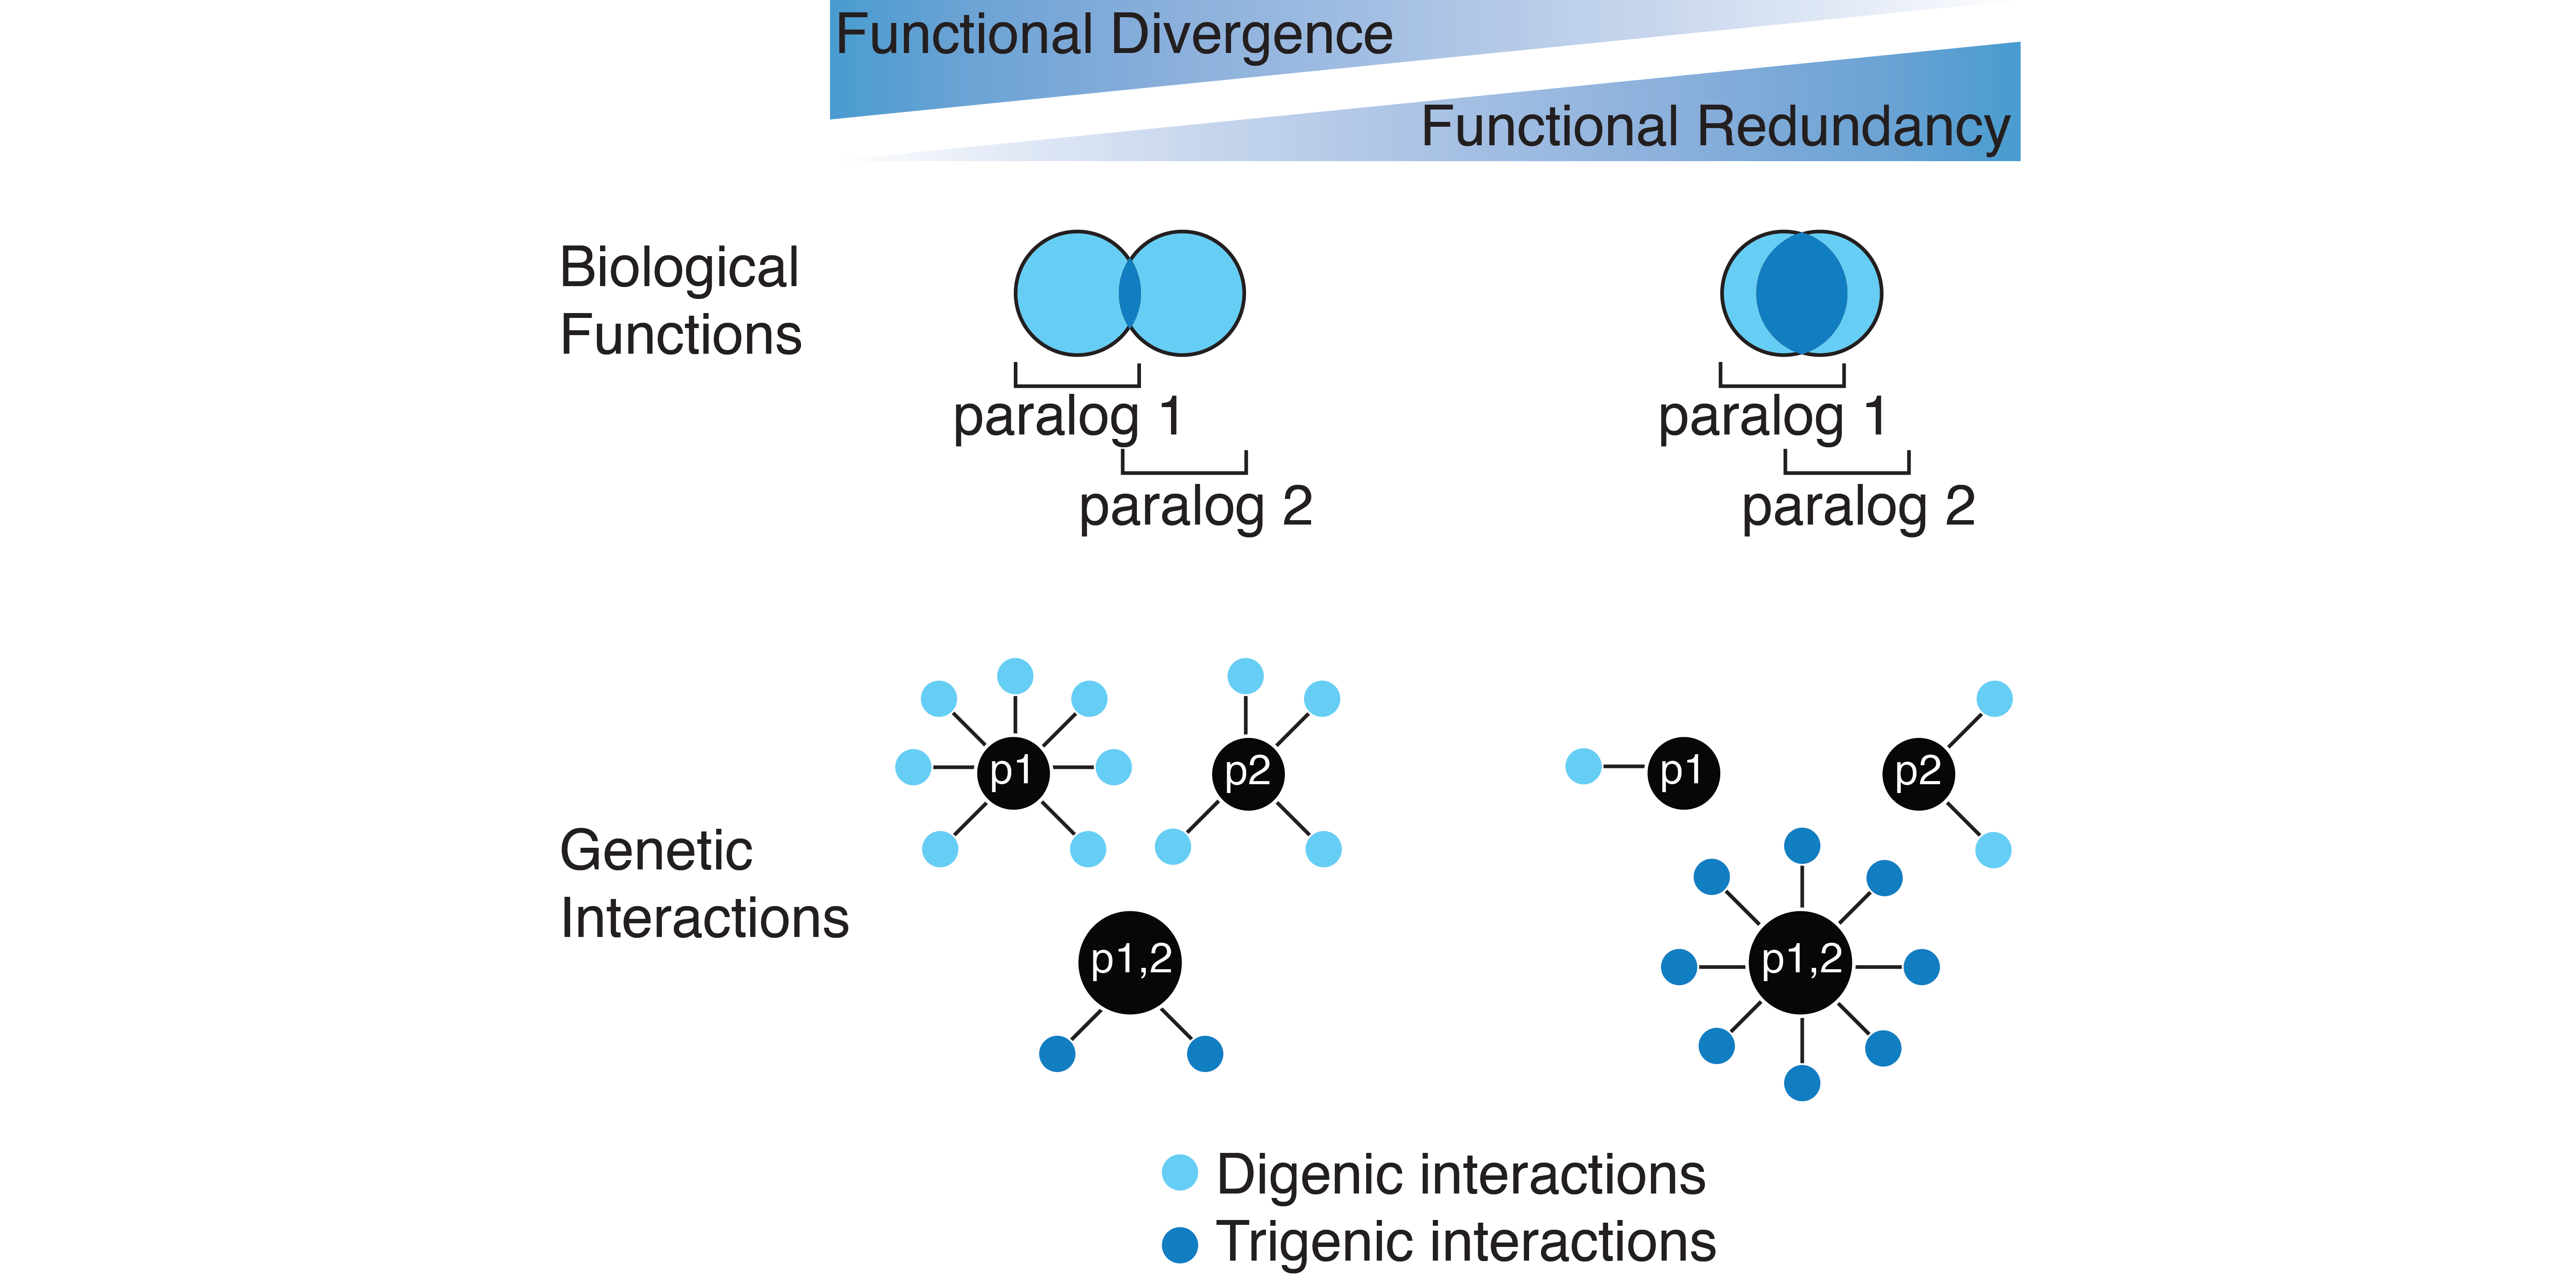 Functional Divergence
Functional Redundancy
Biological
Functions
paralog 1
paralog 2
paralog 1
paralog 2
Genetic
Interactions
p1
p2
p1,2
p1
p2
p1,2
Digenic interactions
Trigenic interactions